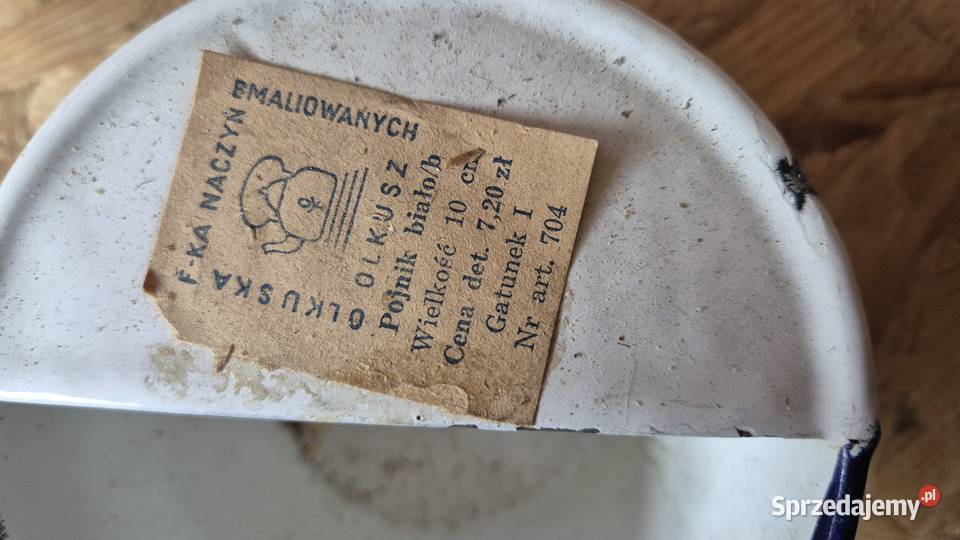 OLKUSKA F-KA NACZYŃ EMALIOWANYCH
OLKUSZ
Pojnik biało/b
Wielkość 10 cm
Cena det. 7,20 zł
Gatunek I
Nr art. 704
Sprzedajemy.pl